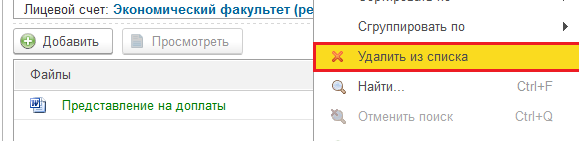 Лицевой счет: Экономический факультет (ре
Добавить
Просмотреть
Файлы
Представление на доплаты
Сгруппировать по
Удалить из списка
Найти... Ctrl+F
Отменить поиск Ctrl+Q